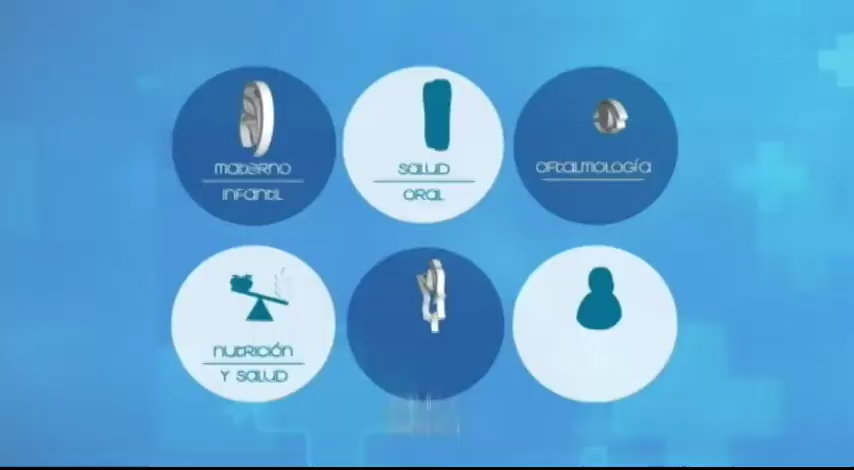 MATERNO
INFANTIL
SALUD
ORAL
OFTALMOLOGÍA
NUTRICIÓN
Y SALUD